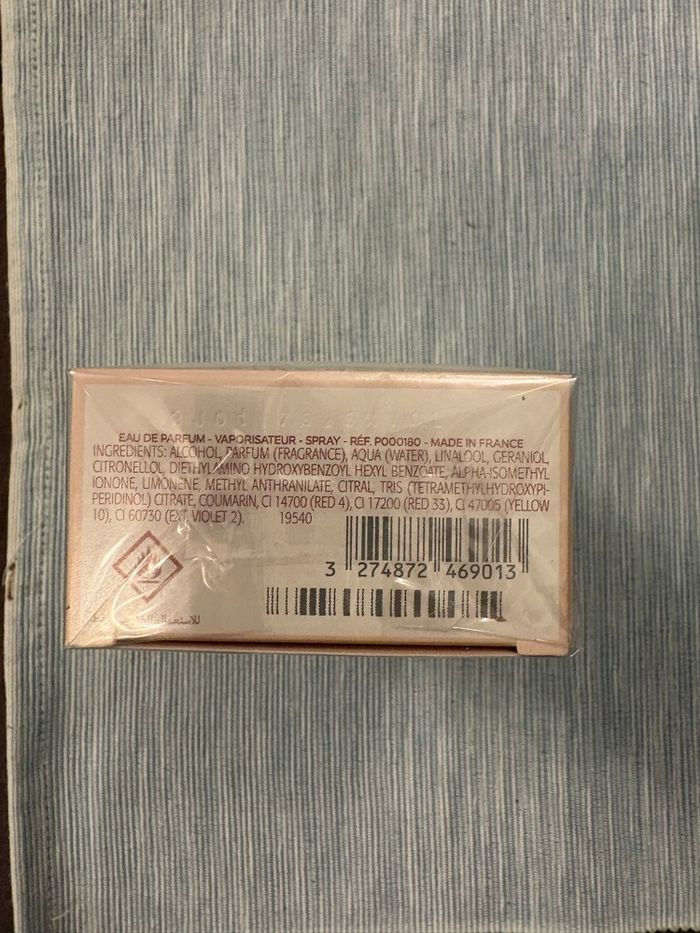 EAU DE PARFUM - VAPORISATEUR - SPRAY - RÉF. P000180 - MADE IN FRANCE
INGREDIENTS: ALCOHOL, PARFUM (FRAGRANCE), AQUA (WATER), LINALOOL, GERANIOL,
CITRONELLOL, DIETHYLAMINO HYDROXYBENZOYL HEXYL BENZOATE, ALPHA-ISOMETHYL
IONONE, LIMONENE, METHYL ANTHRANILATE, CITRAL, TRIS (TETRAMETHYLHYDROXYPI-
PERIDINOL) CITRATE, COUMARIN, CI 14700 (RED 4), CI 17200 (RED 33), CI 47005 (YELLOW
10), CI 60730 (EXT. VIOLET 2). 19540
3 274872 469013